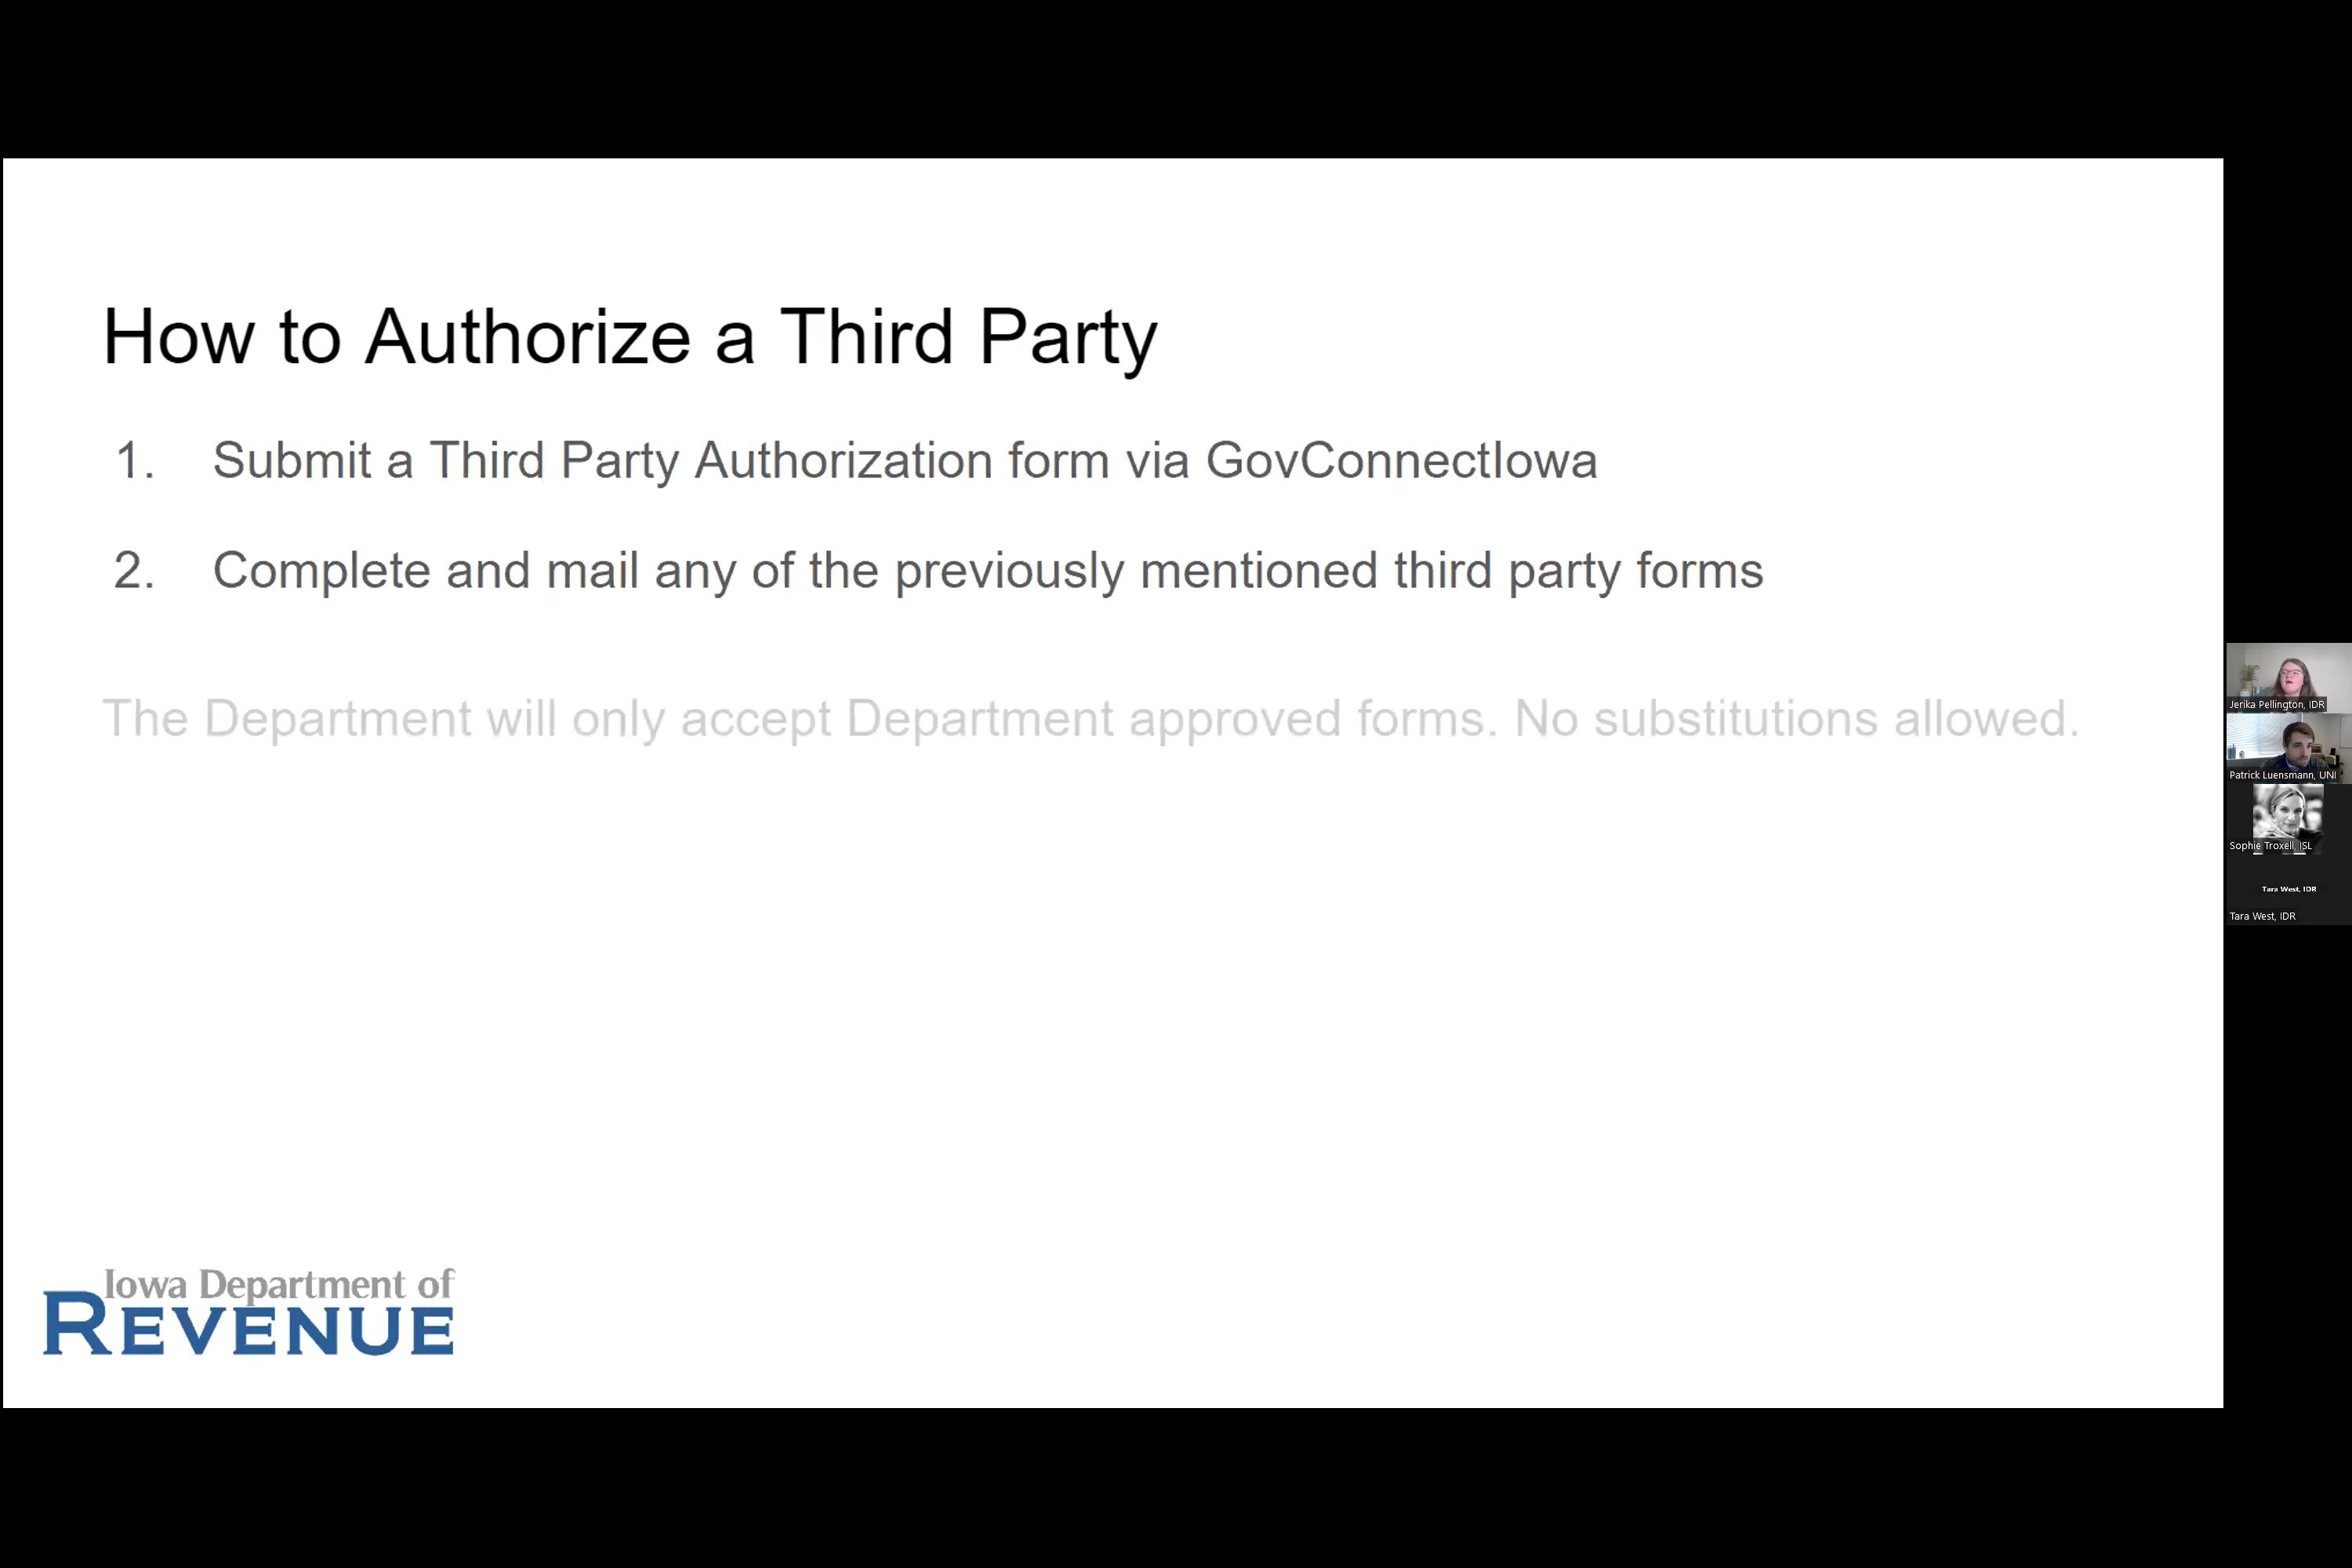 How to Authorize a Third Party
1. Submit a Third Party Authorization form via GovConnectIowa
2. Complete and mail any of the previously mentioned third party forms
The Department will only accept Department approved forms. No substitutions allowed.
Iowa Department of
REVENUE
Jerika Pellington, IDR
Patrick Luensmann, UNI
Sophie Troxell, ISL
Tara West, IDR
Tara West, IDR